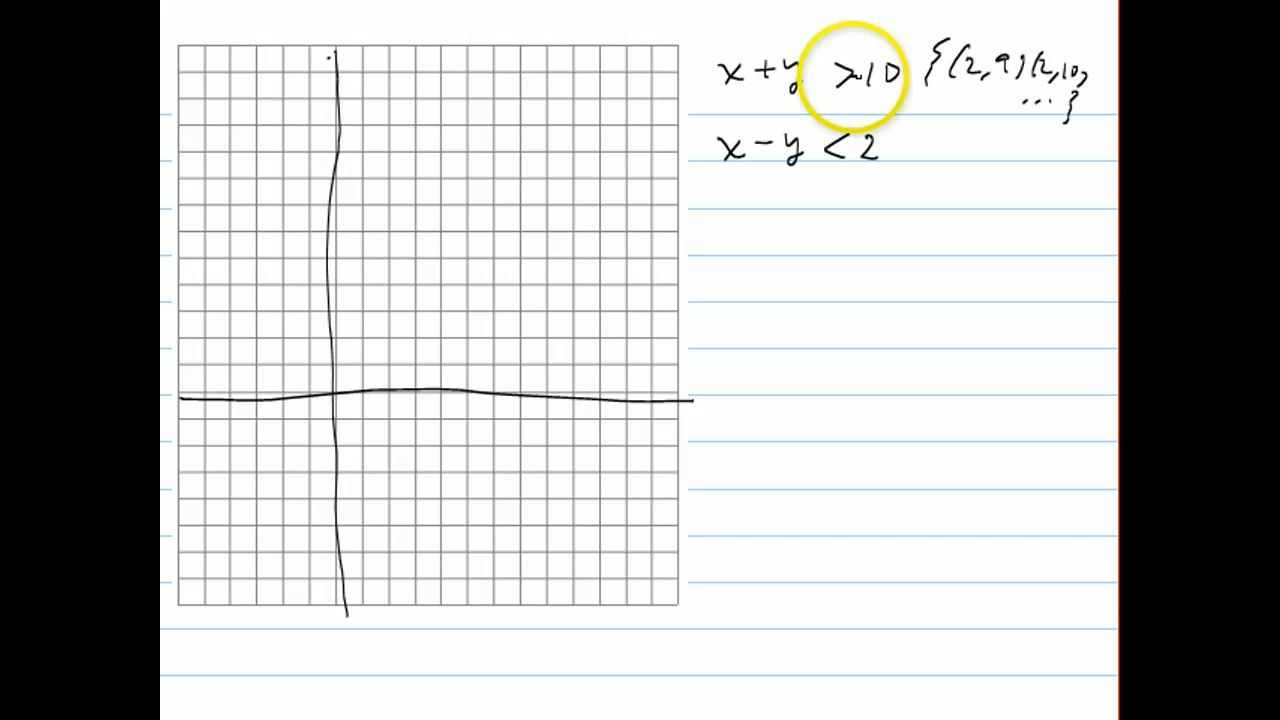 x + y > 10 {(2, 9)(2, 10,
... }
x - y < 2